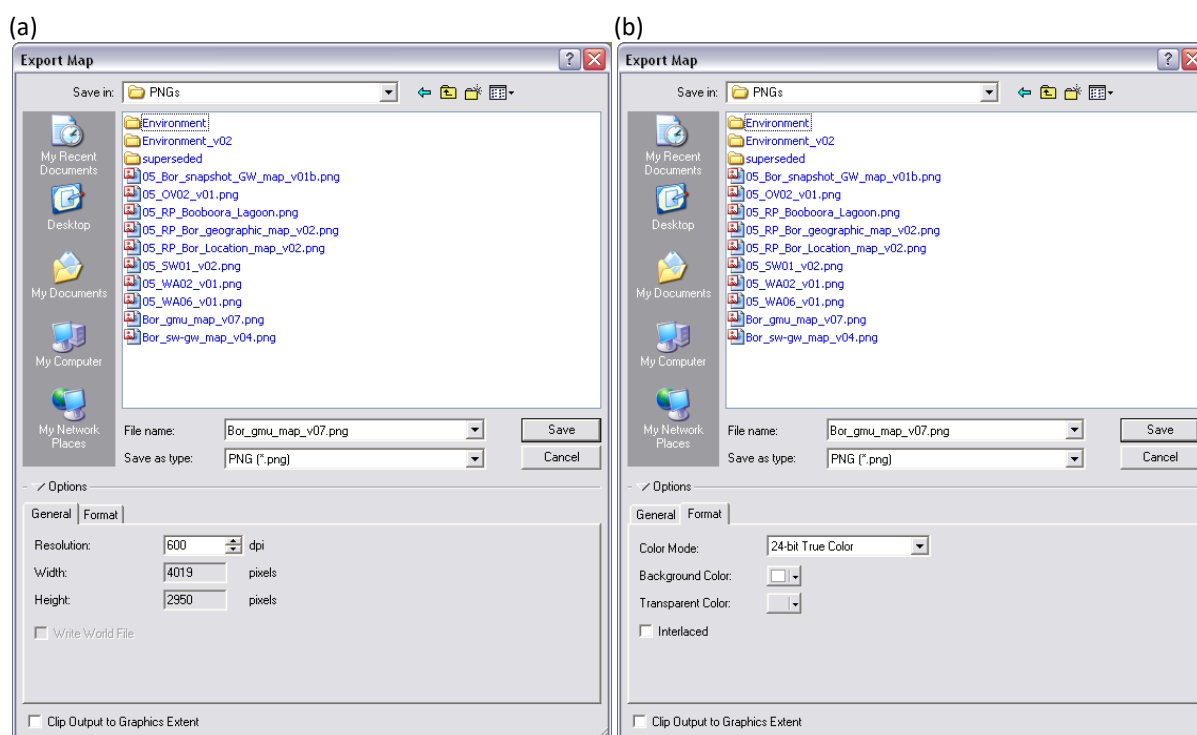 (a)
Export Map
Save in: PNGs
My Recent Documents
Desktop
My Documents
My Computer
My Network Places
Environment
Environment_v02
superseded
05_Bor_snapshot_GW_map_v01b.png
05_OV02_v01.png
05_RP_Booboora_Lagoon.png
05_RP_Bor_geographic_map_v02.png
05_RP_Bor_Location_map_v02.png
05_SW01_v02.png
05_WA02_v01.png
05_WA06_v01.png
Bor_gmu_map_v07.png
Bor_sw-gw_map_v04.png
File name: Bor_gmu_map_v07.png Save
Save as type: PNG (*.png) Cancel
Options
General Format
Resolution: 600 dpi
Width: 4019 pixels
Height: 2950 pixels
Write World File
Clip Output to Graphics Extent
(b)
Export Map
Save in: PNGs
My Recent Documents
Desktop
My Documents
My Computer
My Network Places
Environment
Environment_v02
superseded
05_Bor_snapshot_GW_map_v01b.png
05_OV02_v01.png
05_RP_Booboora_Lagoon.png
05_RP_Bor_geographic_map_v02.png
05_RP_Bor_Location_map_v02.png
05_SW01_v02.png
05_WA02_v01.png
05_WA06_v01.png
Bor_gmu_map_v07.png
Bor_sw-gw_map_v04.png
File name: Bor_gmu_map_v07.png Save
Save as type: PNG (*.png) Cancel
Options
General Format
Color Mode: 24-bit True Color
Background Color:
Transparent Color:
Interlaced
Clip Output to Graphics Extent